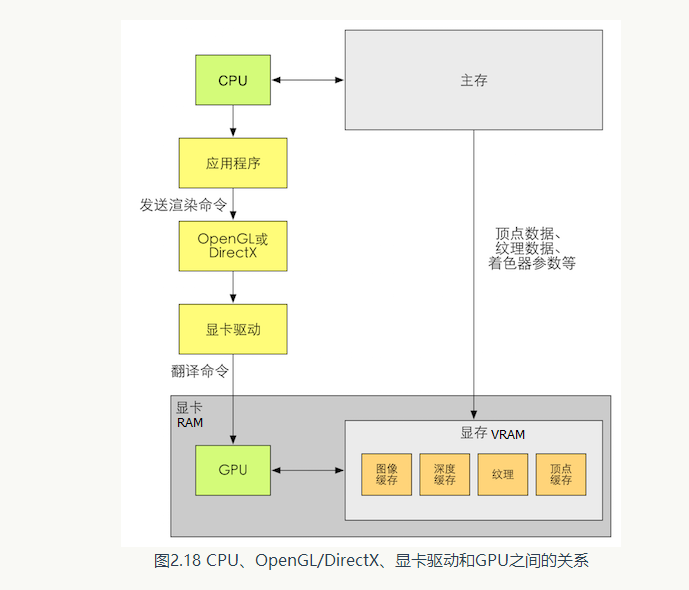 CPU
主存
应用程序
发送渲染命令
OpenGL或
DirectX
顶点数据、
纹理数据、
着色器参数等
显卡驱动
翻译命令
显卡
RAM
显存 VRAM
GPU
图像
缓存
深度
缓存
纹理
顶点
缓存
图2.18 CPU、OpenGL/DirectX、显卡驱动和GPU之间的关系